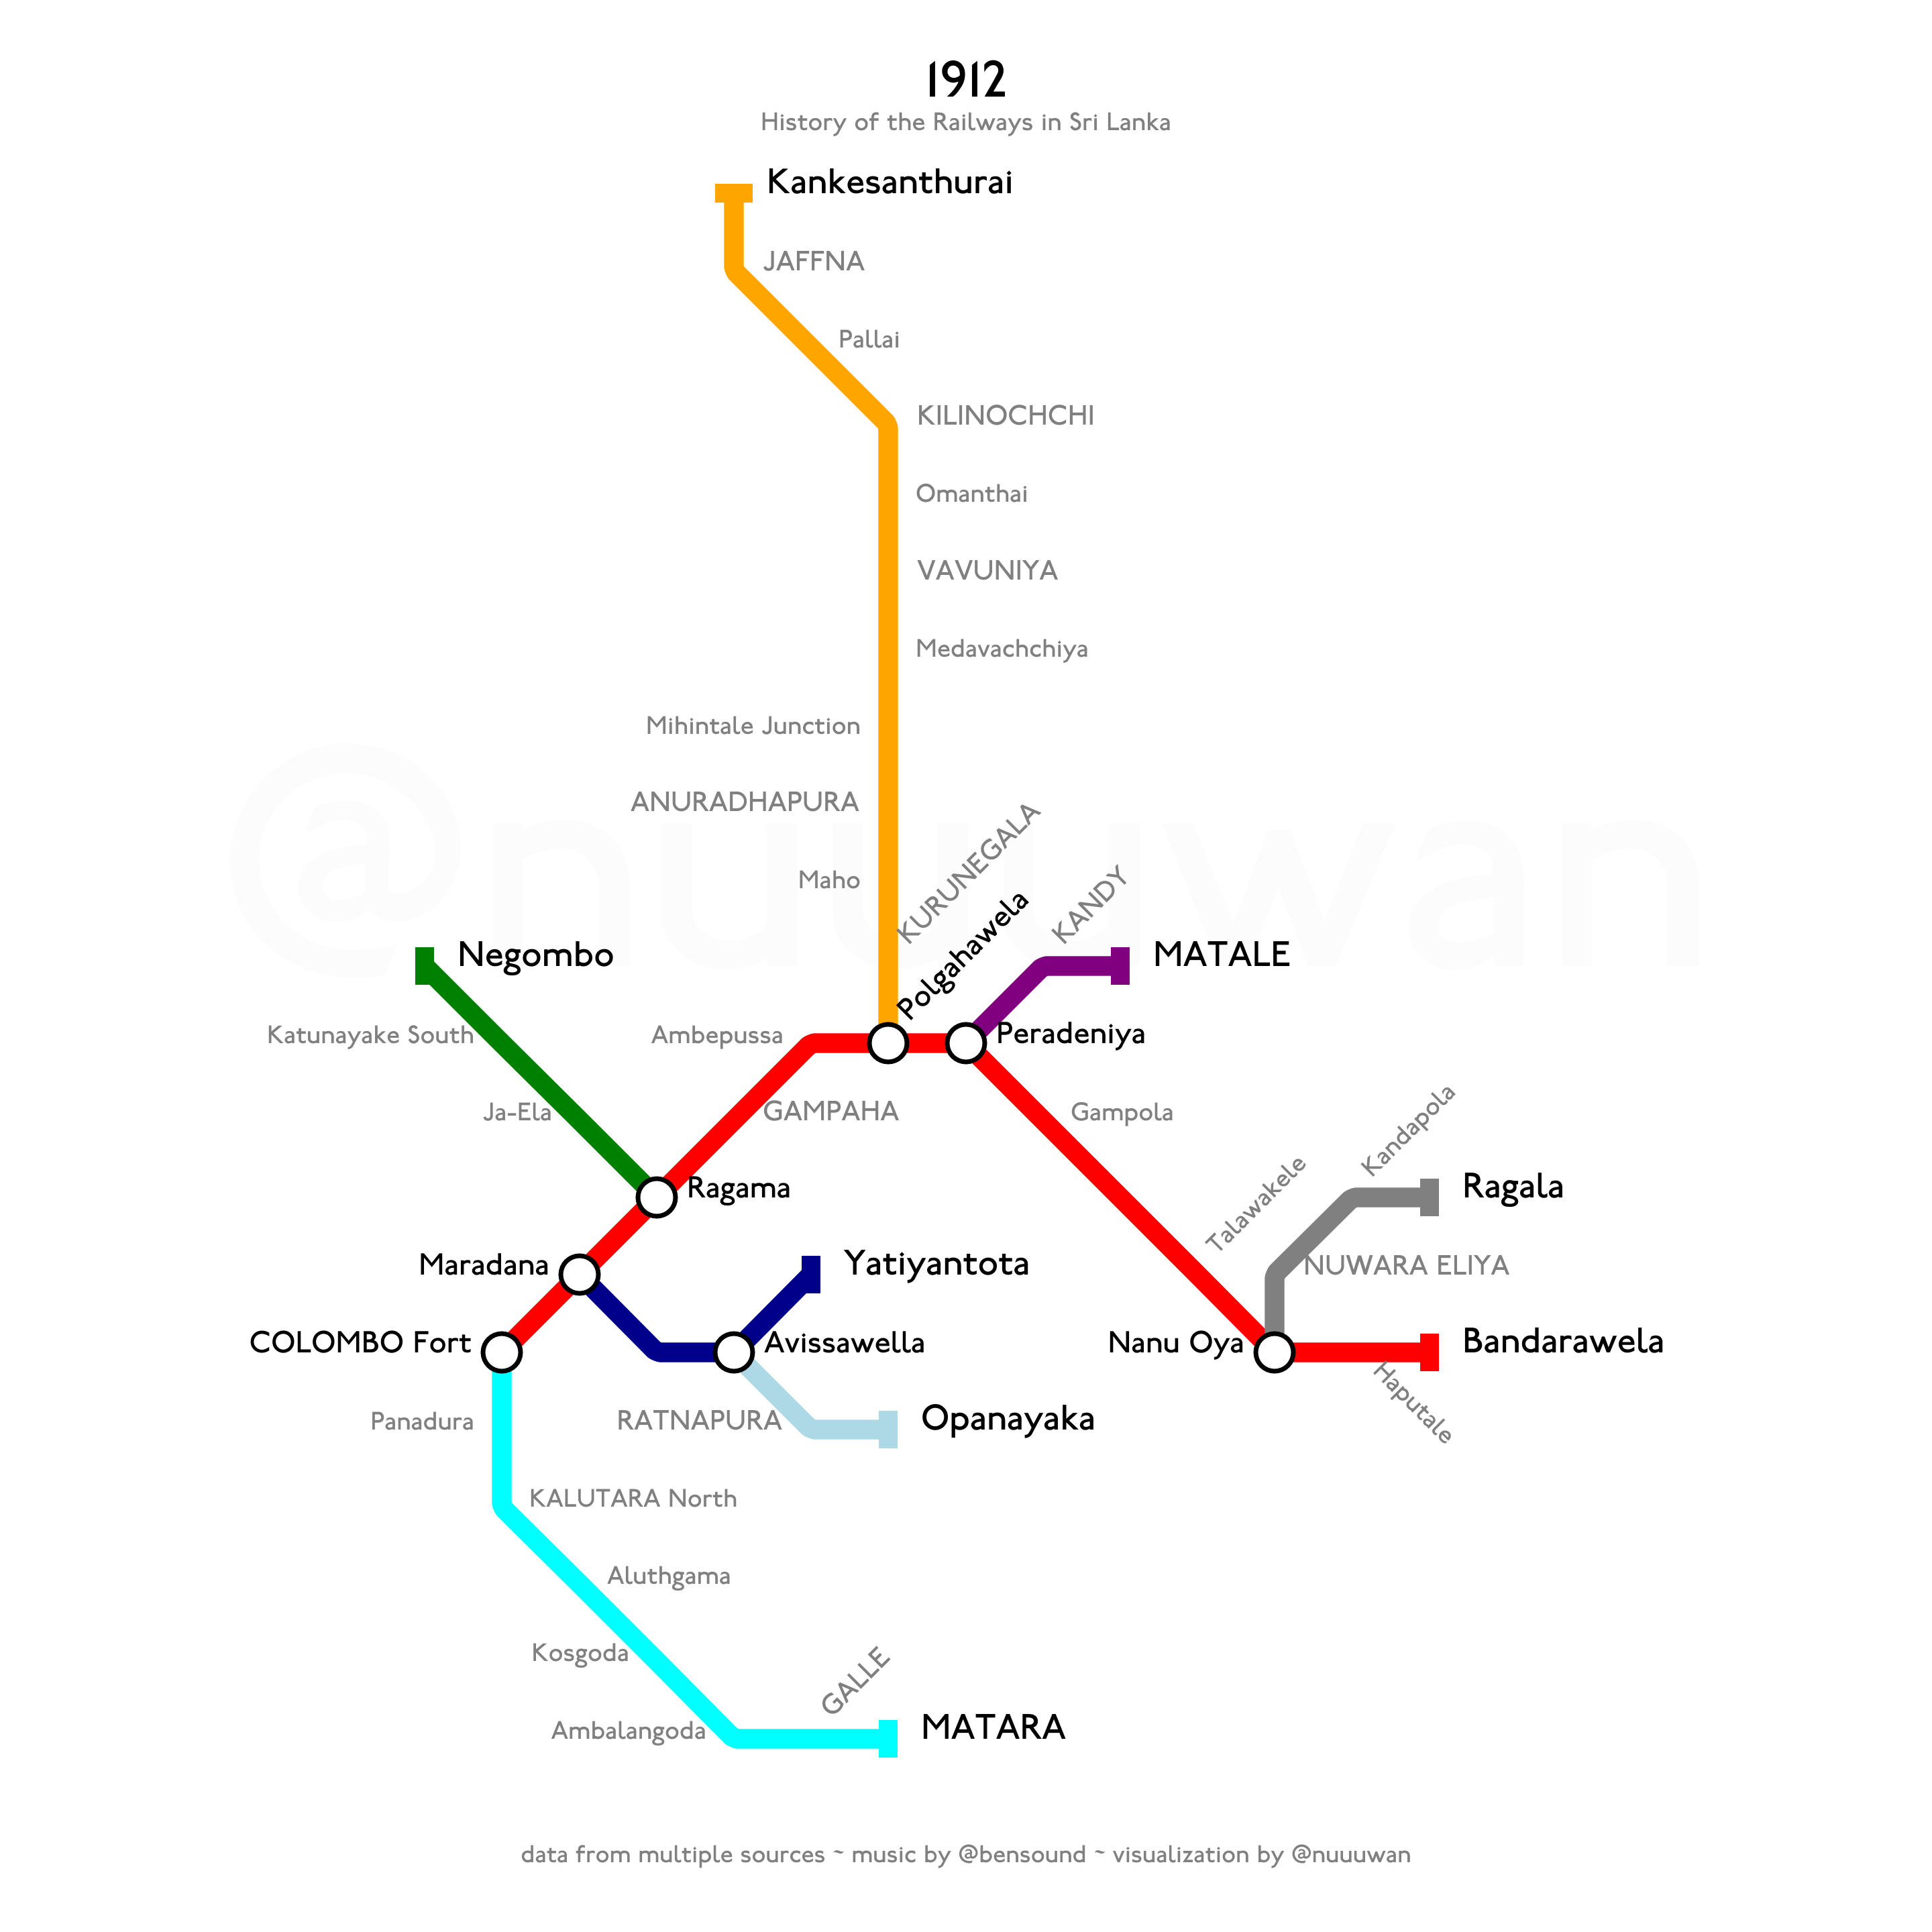 1912
History of the Railways in Sri Lanka
Kankesanthurai
JAFFNA
Pallai
KILINOCHCHI
Omanthai
VAVUNIYA
Medavachchiya
Mihintale Junction
ANURADHAPURA
Maho
KURUNEGALA
Polgahawela
KANDY
@nuuuwan
Negombo
MATALE
Katunayake South
Ambepussa
Peradeniya
Ja-Ela
GAMPAHA
Gampola
Kandapola
Talawakele
Ragama
Ragala
Maradana
Yatiyantota
NUWARA ELIYA
COLOMBO Fort
Avissawella
Nanu Oya
Bandarawela
Haputale
Panadura
RATNAPURA
Opanayaka
KALUTARA North
Aluthgama
Kosgoda
GALLE
Ambalangoda
MATARA
data from multiple sources ~ music by @bensound ~ visualization by @nuuuwan